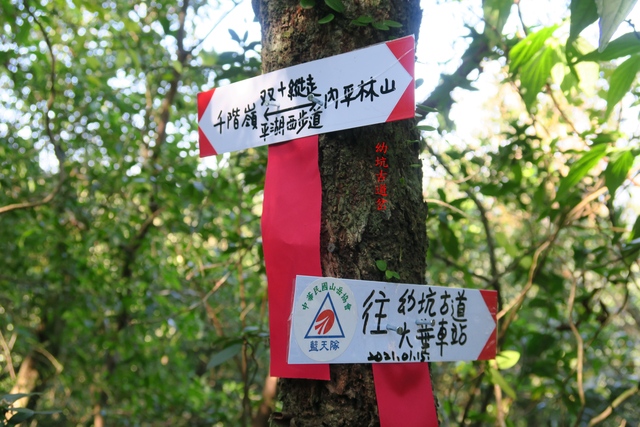 千階嶺 双十縱走 內平林山
平湖西步道
幼坑古道岔
中華民國山岳協會
藍天隊
往 幼坑古道
大華車站
2021.01.15